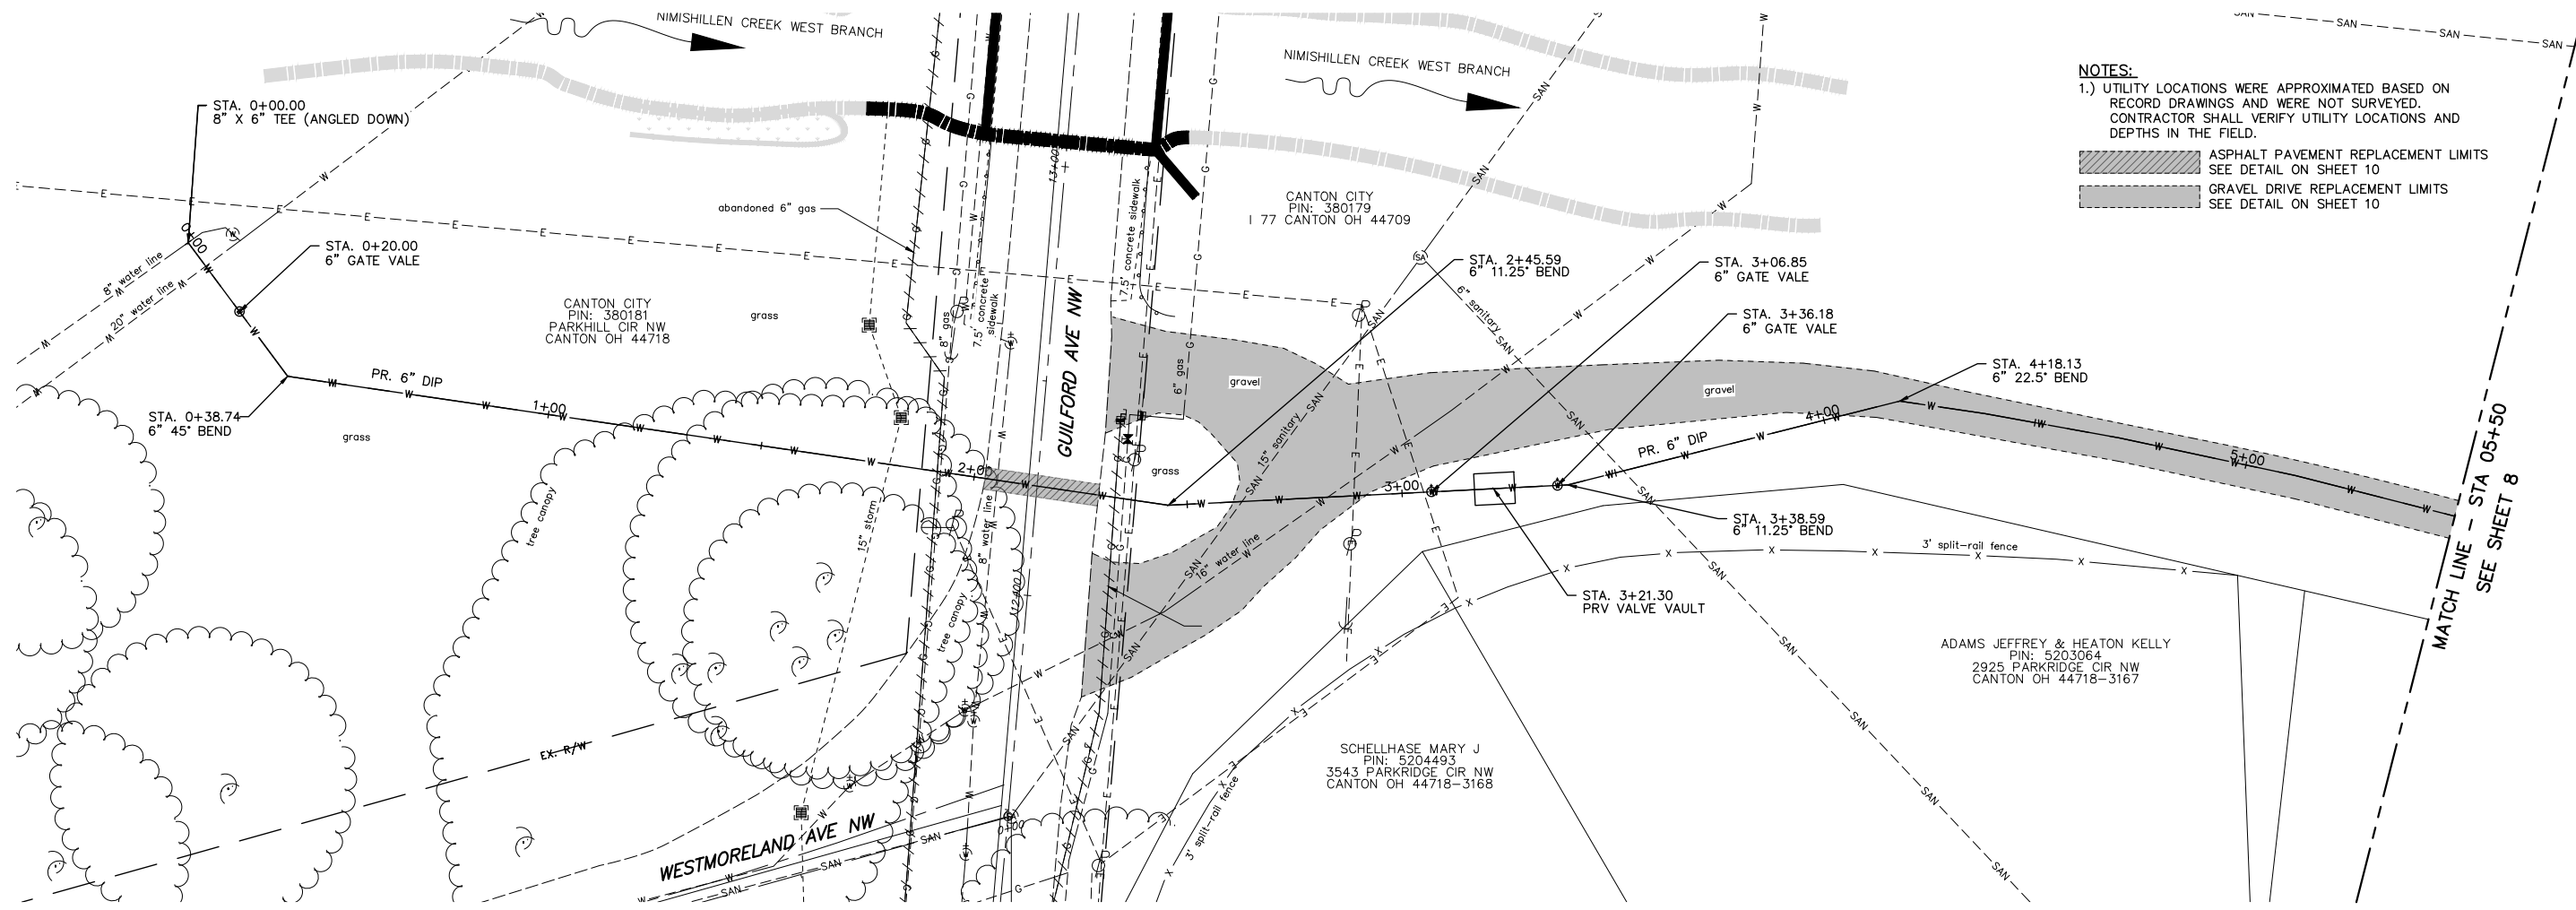 NIMISHILLEN CREEK WEST BRANCH
NIMISHILLEN CREEK WEST BRANCH
NOTES:
1.) UTILITY LOCATIONS WERE APPROXIMATED BASED ON
RECORD DRAWINGS AND WERE NOT SURVEYED.
CONTRACTOR SHALL VERIFY UTILITY LOCATIONS AND
DEPTHS IN THE FIELD.
ASPHALT PAVEMENT REPLACEMENT LIMITS
SEE DETAIL ON SHEET 10
GRAVEL DRIVE REPLACEMENT LIMITS
SEE DETAIL ON SHEET 10
STA. 0+00.00
8" X 6" TEE (ANGLED DOWN)
0+00
STA. 0+20.00
6" GATE VALE
8" water line
20" water line
STA. 0+38.74
6" 45° BEND
PR. 6" DIP
grass
1+00
CANTON CITY
PIN: 380181
PARKHILL CIR NW
CANTON OH 44718
grass
abandoned 6" gas
13+00
7.5' concrete sidewalk
8" gas
7.5' concrete
sidewalk
GUILFORD AVE NW
CANTON CITY
PIN: 380179
I 77 CANTON OH 44709
STA. 2+45.59
6" 11.25° BEND
STA. 3+06.85
6" GATE VALE
STA. 3+36.18
6" GATE VALE
STA. 4+18.13
6" 22.5° BEND
6" sanitary
6" gas
gravel
gravel
grass
15" sanitary
2+00
3+00
PR. 6" DIP
4+00
5+00
MATCH LINE - STA 05+50
SEE SHEET 8
STA. 3+38.59
6" 11.25° BEND
3' split-rail fence
STA. 3+21.30
PRV VALVE VAULT
16" water line
tree canopy
15" storm
8" water line
12+00
tree canopy
EX. R/W
WESTMORELAND AVE NW
0+00
3' split-rail fence
SCHELLHASE MARY J
PIN: 5204493
3543 PARKRIDGE CIR NW
CANTON OH 44718-3168
ADAMS JEFFREY & HEATON KELLY
PIN: 5203064
2925 PARKRIDGE CIR NW
CANTON OH 44718-3167